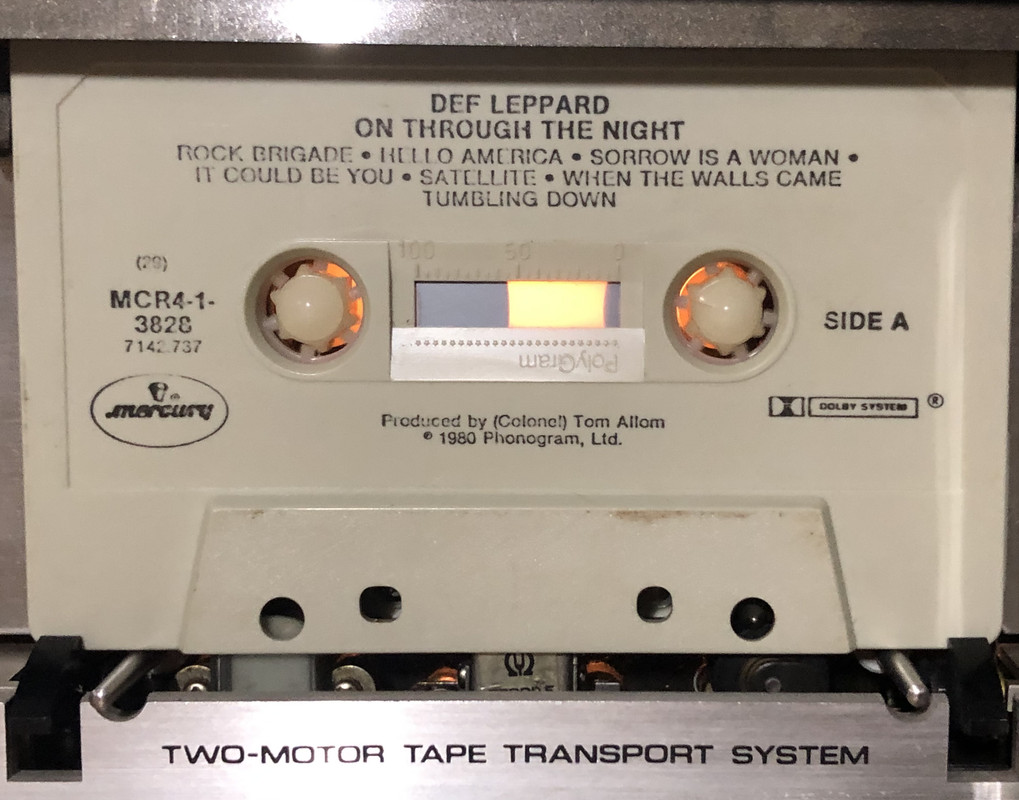 DEF LEPPARD
ON THROUGH THE NIGHT
ROCK BRIGADE • HELLO AMERICA • SORROW IS A WOMAN •
IT COULD BE YOU • SATELLITE • WHEN THE WALLS CAME
TUMBLING DOWN
100 50 0
(29)
MCR4-1-
3828
7142.737
SIDE A
PolyGram
mercury
DOLBY SYSTEM ®
Produced by (Colonel) Tom Allom
℗ 1980 Phonogram, Ltd.
TWO-MOTOR TAPE TRANSPORT SYSTEM